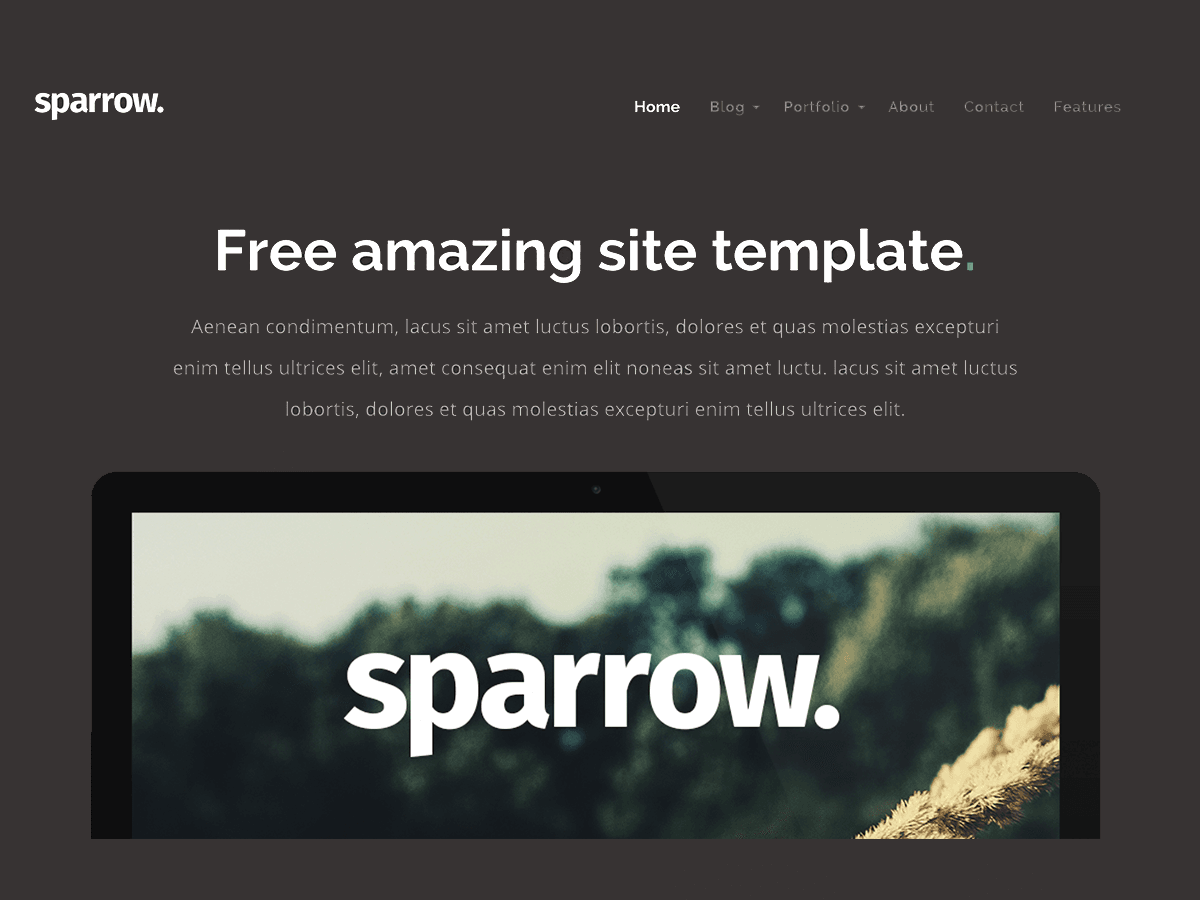 sparrow.
Home Blog Portfolio About Contact Features
Free amazing site template.
Aenean condimentum, lacus sit amet luctus lobortis, dolores et quas molestias excepturi
enim tellus ultrices elit, amet consequat enim elit noneas sit amet luctu. lacus sit amet luctus
lobortis, dolores et quas molestias excepturi enim tellus ultrices elit.
sparrow.